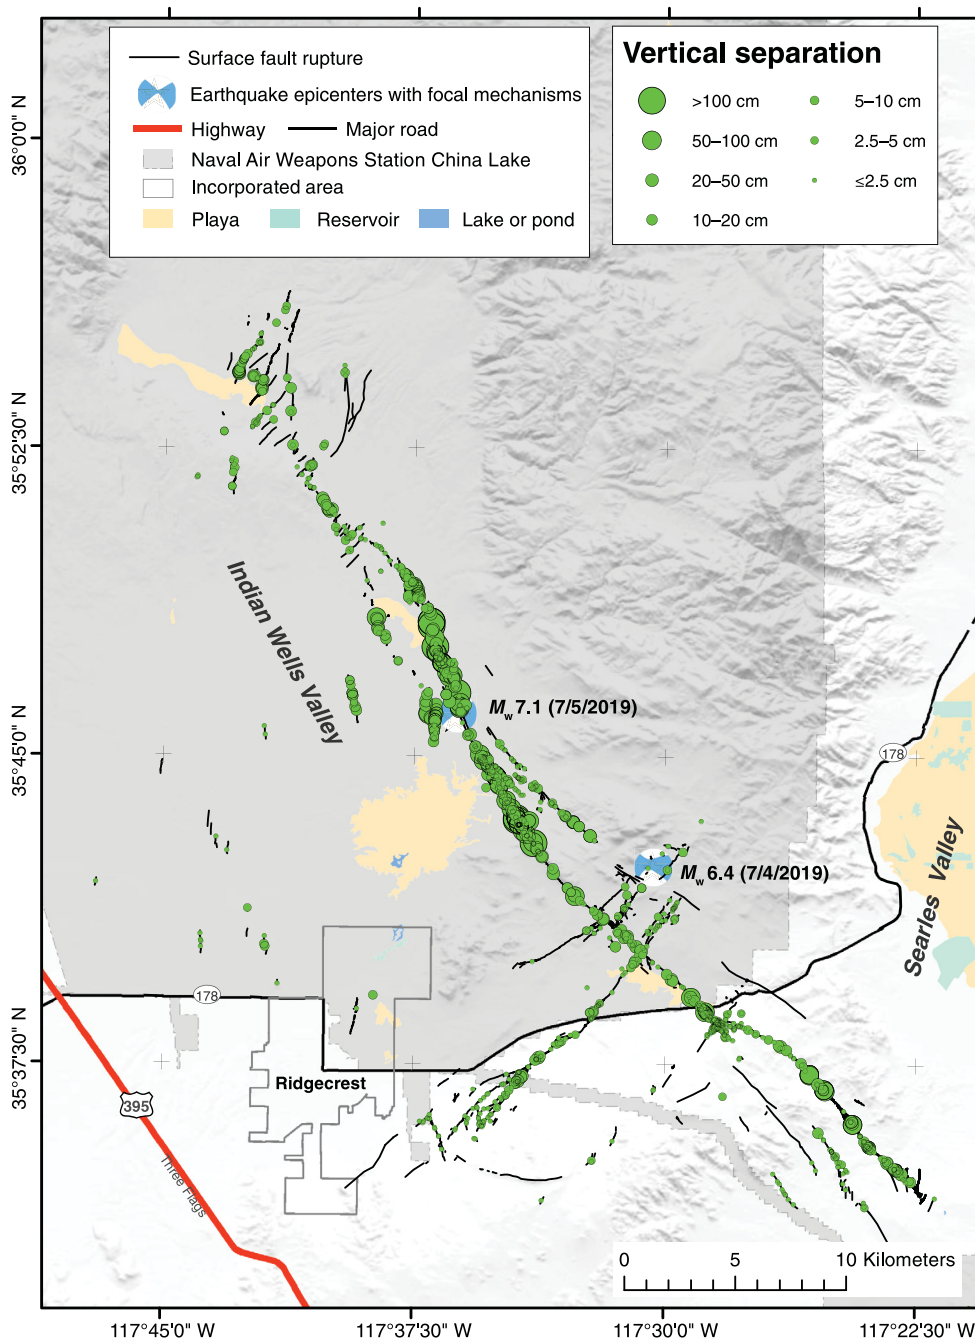 Surface fault rupture
Earthquake epicenters with focal mechanisms
Highway
Major road
Naval Air Weapons Station China Lake
Incorporated area
Playa
Reservoir
Lake or pond
Vertical separation
>100 cm
50–100 cm
20–50 cm
10–20 cm
5–10 cm
2.5–5 cm
≤2.5 cm
36°0'0" N
35°52'30" N
35°45'0" N
35°37'30" N
Indian Wells Valley
Mw 7.1 (7/5/2019)
178
Mw 6.4 (7/4/2019)
Searles Valley
178
Ridgecrest
395
Three Flags
0 5 10 Kilometers
117°45'0" W
117°37'30" W
117°30'0" W
117°22'30" W